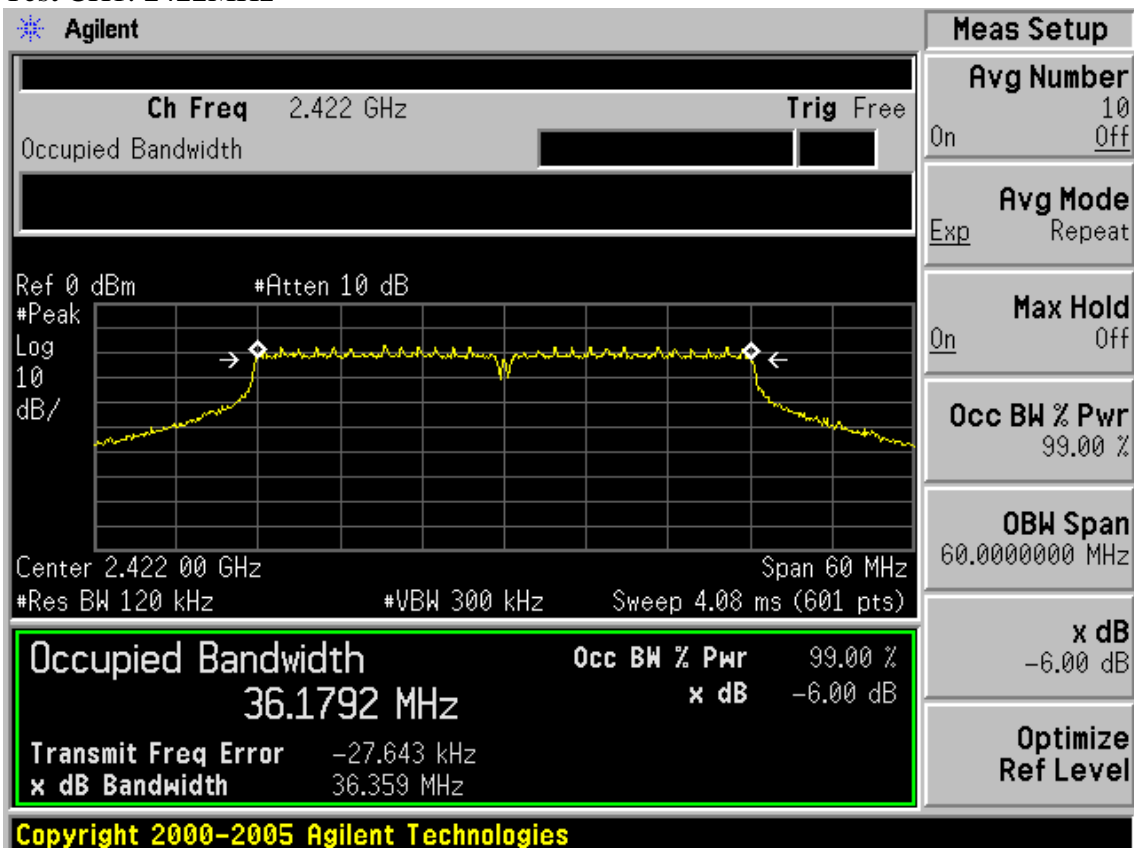 Agilent
Meas Setup
Ch Freq 2.422 GHz Trig Free
Occupied Bandwidth
Avg Number
10
On Off
Avg Mode
Exp Repeat
Max Hold
On Off
Occ BW % Pwr
99.00 %
OBW Span
60.0000000 MHz
x dB
-6.00 dB
Optimize
Ref Level
Ref 0 dBm #Atten 10 dB
#Peak
Log
10
dB/
Center 2.422 00 GHz Span 60 MHz
#Res BW 120 kHz #VBW 300 kHz Sweep 4.08 ms (601 pts)
Occupied Bandwidth Occ BW % Pwr 99.00 %
36.1792 MHz x dB -6.00 dB
Transmit Freq Error -27.643 kHz
x dB Bandwidth 36.359 MHz
Copyright 2000-2005 Agilent Technologies